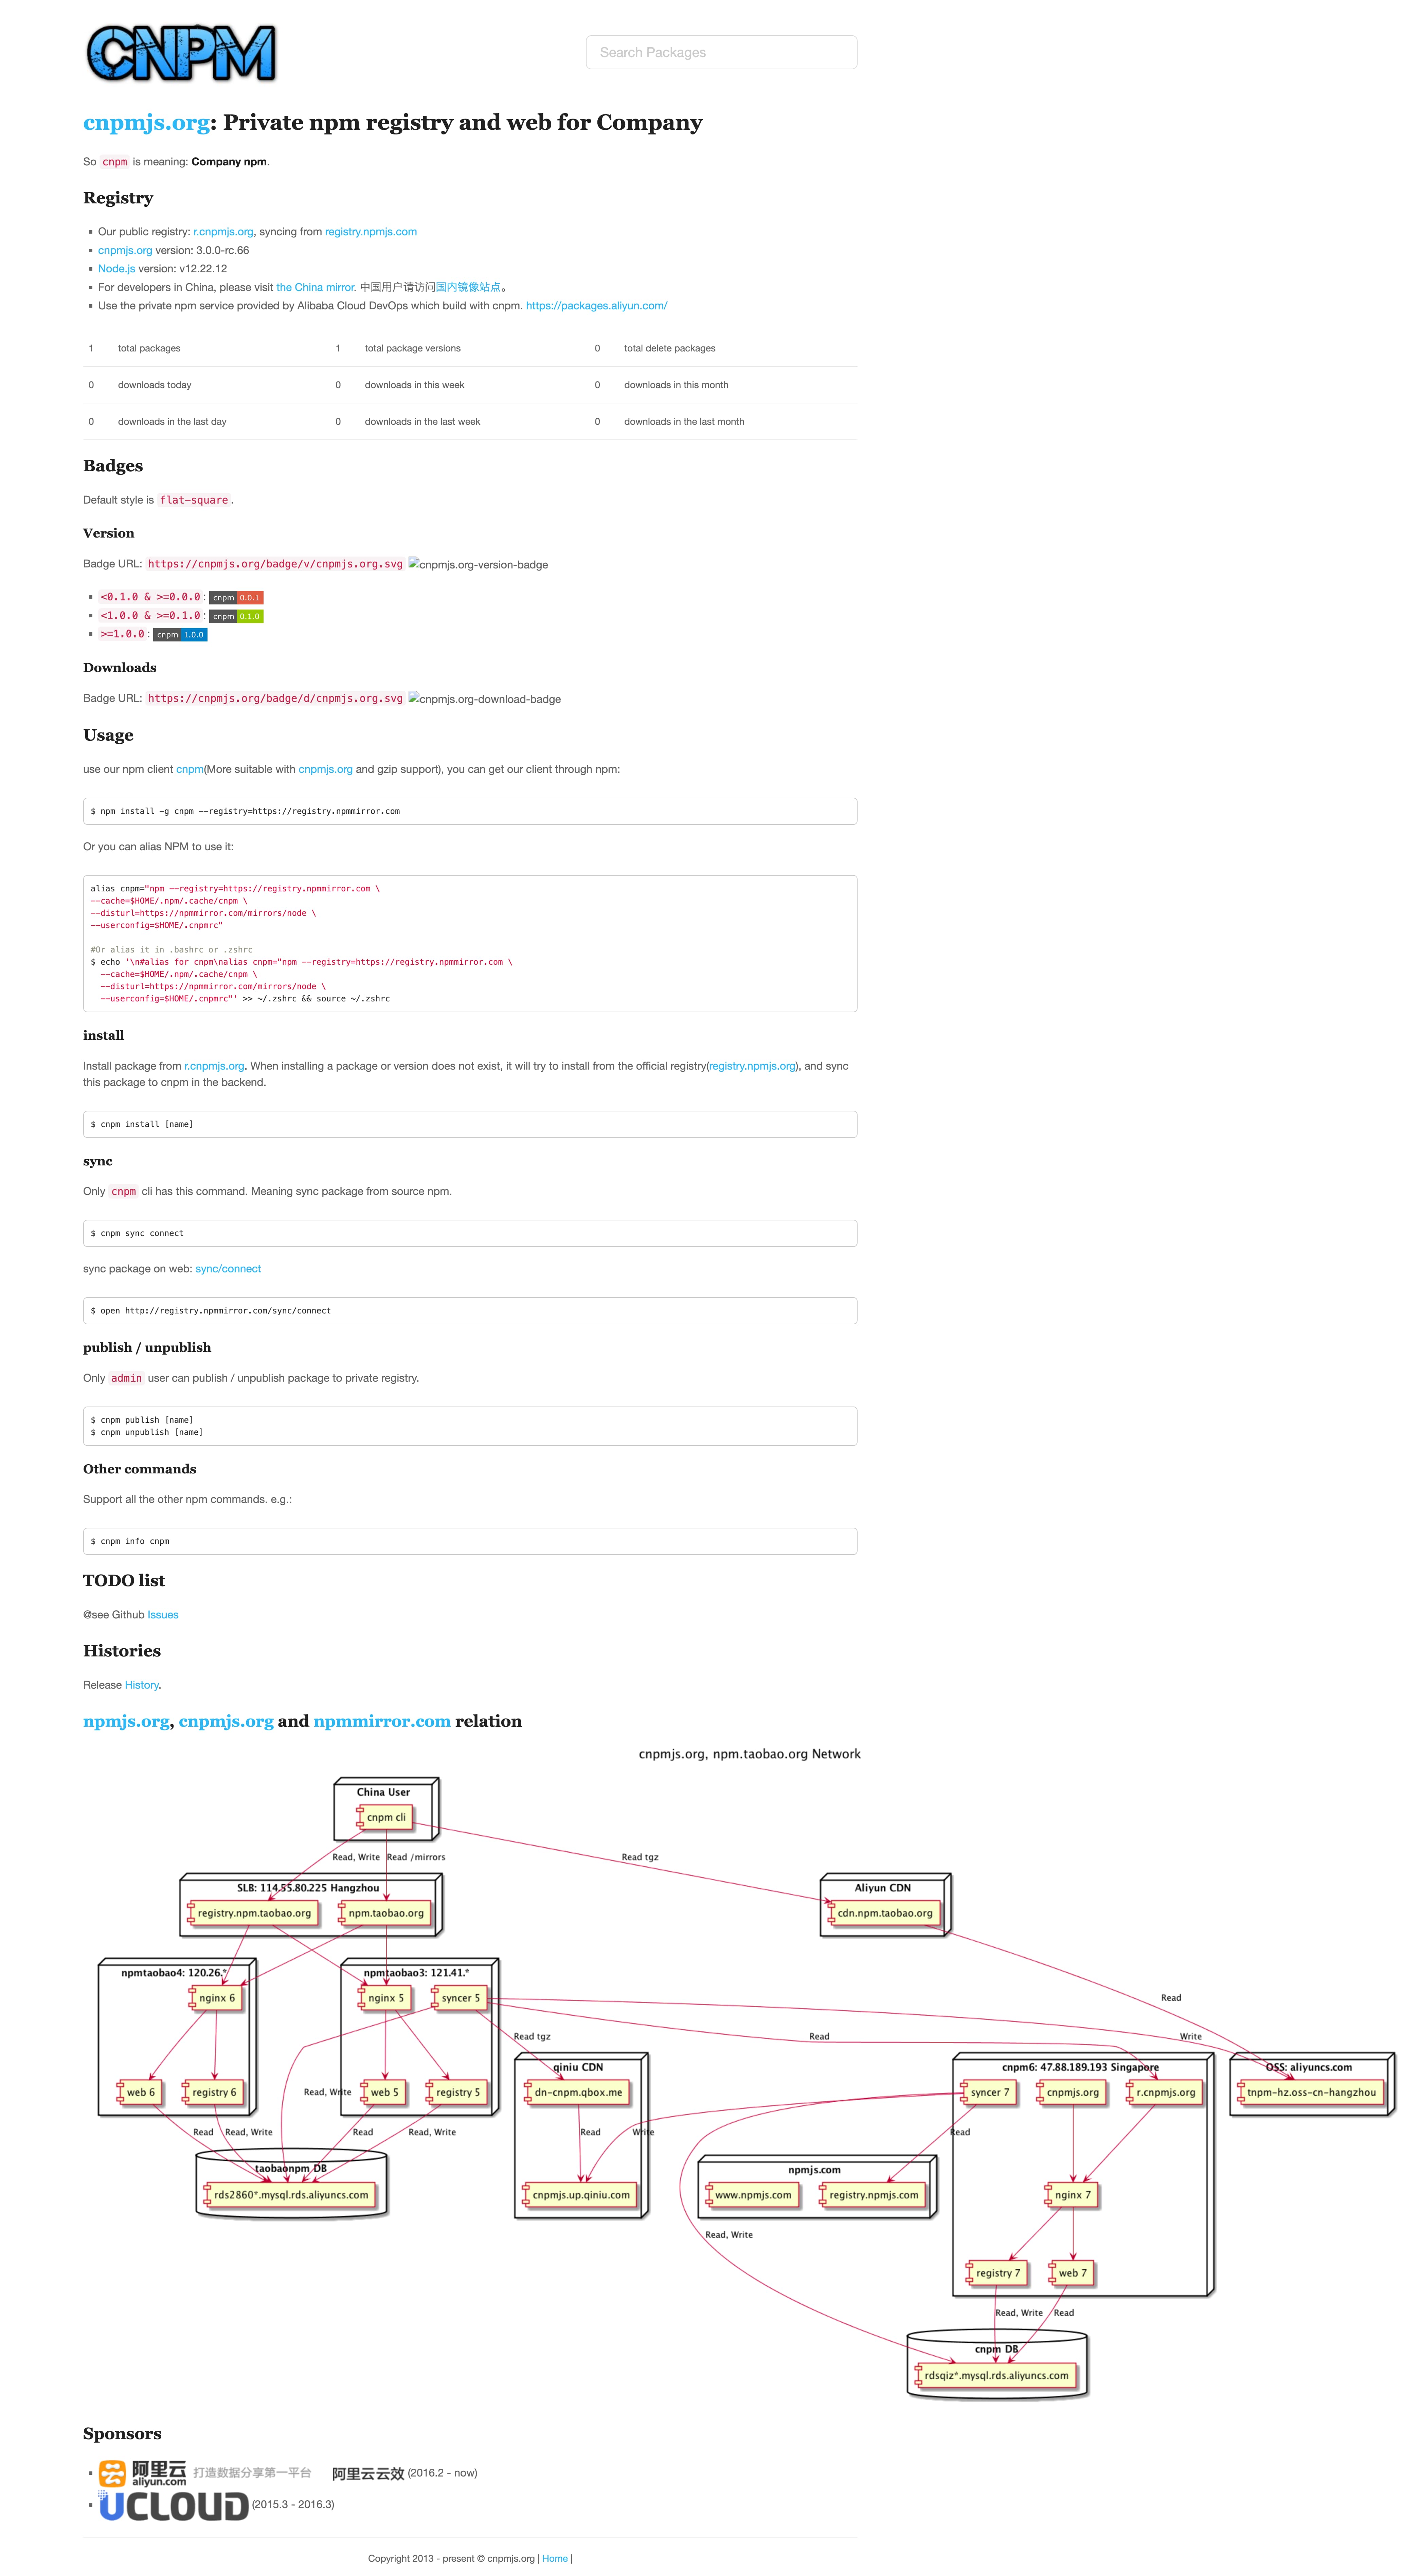 CNPM
Search Packages
cnpmjs.org: Private npm registry and web for Company
So cnpm is meaning: Company npm.
Registry
Our public registry: r.cnpmjs.org, syncing from registry.npmjs.com
cnpmjs.org version: 3.0.0-rc.66
Node.js version: v12.22.12
For developers in China, please visit the China mirror. 中国用户请访问国内镜像站点。
Use the private npm service provided by Alibaba Cloud DevOps which build with cnpm. https://packages.aliyun.com/
1 total packages 1 total package versions 0 total delete packages
0 downloads today 0 downloads in this week 0 downloads in this month
0 downloads in the last day 0 downloads in the last week 0 downloads in the last month
Badges
Default style is flat-square.
Version
Badge URL: https://cnpmjs.org/badge/v/cnpmjs.org.svg cnpmjs.org-version-badge
<0.1.0 & >=0.0.0: cnpm 0.0.1
<1.0.0 & >=0.1.0: cnpm 0.1.0
>=1.0.0: cnpm 1.0.0
Downloads
Badge URL: https://cnpmjs.org/badge/d/cnpmjs.org.svg cnpmjs.org-download-badge
Usage
use our npm client cnpm(More suitable with cnpmjs.org and gzip support), you can get our client through npm:
$ npm install -g cnpm --registry=https://registry.npmmirror.com
Or you can alias NPM to use it:
alias cnpm="npm --registry=https://registry.npmmirror.com \
--cache=$HOME/.npm/.cache/cnpm \
--disturl=https://npmmirror.com/mirrors/node \
--userconfig=$HOME/.cnpmrc"
#Or alias it in .bashrc or .zshrc
$ echo '\n#alias for cnpm\nalias cnpm="npm --registry=https://registry.npmmirror.com \
--cache=$HOME/.npm/.cache/cnpm \
--disturl=https://npmmirror.com/mirrors/node \
--userconfig=$HOME/.cnpmrc"' >> ~/.zshrc && source ~/.zshrc
install
Install package from r.cnpmjs.org. When installing a package or version does not exist, it will try to install from the official registry(registry.npmjs.org), and sync
this package to cnpm in the backend.
$ cnpm install [name]
sync
Only cnpm cli has this command. Meaning sync package from source npm.
$ cnpm sync connect
sync package on web: sync/connect
$ open http://registry.npmmirror.com/sync/connect
publish / unpublish
Only admin user can publish / unpublish package to private registry.
$ cnpm publish [name]
$ cnpm unpublish [name]
Other commands
Support all the other npm commands. e.g.:
$ cnpm info cnpm
TODO list
@see Github Issues
Histories
Release History.
npmjs.org, cnpmjs.org and npmmirror.com relation
cnpmjs.org, npm.taobao.org Network
China User
cnpm cli
Read, Write Read /mirrors Read tgz
SLB: 114.55.80.225 Hangzhou Aliyun CDN
registry.npm.taobao.org npm.taobao.org cdn.npm.taobao.org
npmtaobao4: 120.26.* npmtaobao3: 121.41.*
nginx 6 nginx 5 syncer 5 Read
Read tgz Read Write
qiniu CDN cnpm6: 47.88.189.193 Singapore OSS: aliyuncs.com
web 6 registry 6 Read, Write web 5 registry 5 dn-cnpm.qbox.me syncer 7 cnpmjs.org r.cnpmjs.org tnpm-hz.oss-cn-hangzhou
Read Read, Write Read Read, Write Read Write Read
taobaonpm DB npmjs.com
rds2860*.mysql.rds.aliyuncs.com cnpmjs.up.qiniu.com www.npmjs.com registry.npmjs.com nginx 7
Read, Write
registry 7 web 7
Read, Write Read
cnpm DB
rdsqiz*.mysql.rds.aliyuncs.com
Sponsors
阿里云 aliyun.com 打造数据分享第一平台 阿里云云效 (2016.2 - now)
UCLOUD (2015.3 - 2016.3)
Copyright 2013 - present © cnpmjs.org | Home |